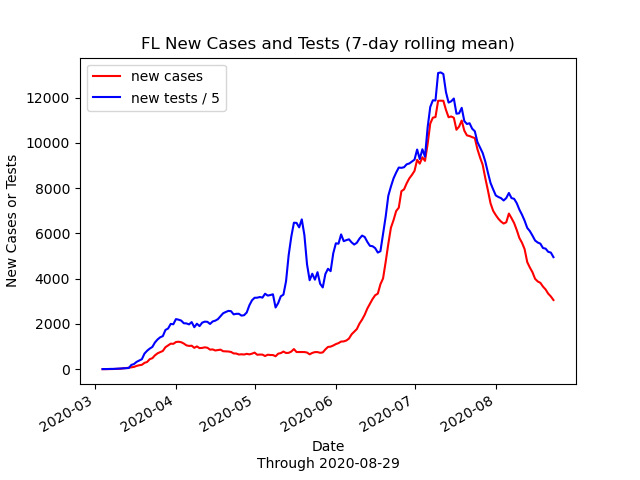 FL New Cases and Tests (7-day rolling mean)
new cases
new tests / 5
12000
10000
8000
6000
4000
2000
0
New Cases or Tests
2020-03
2020-04
2020-05
2020-06
2020-07
2020-08
Date
Through 2020-08-29